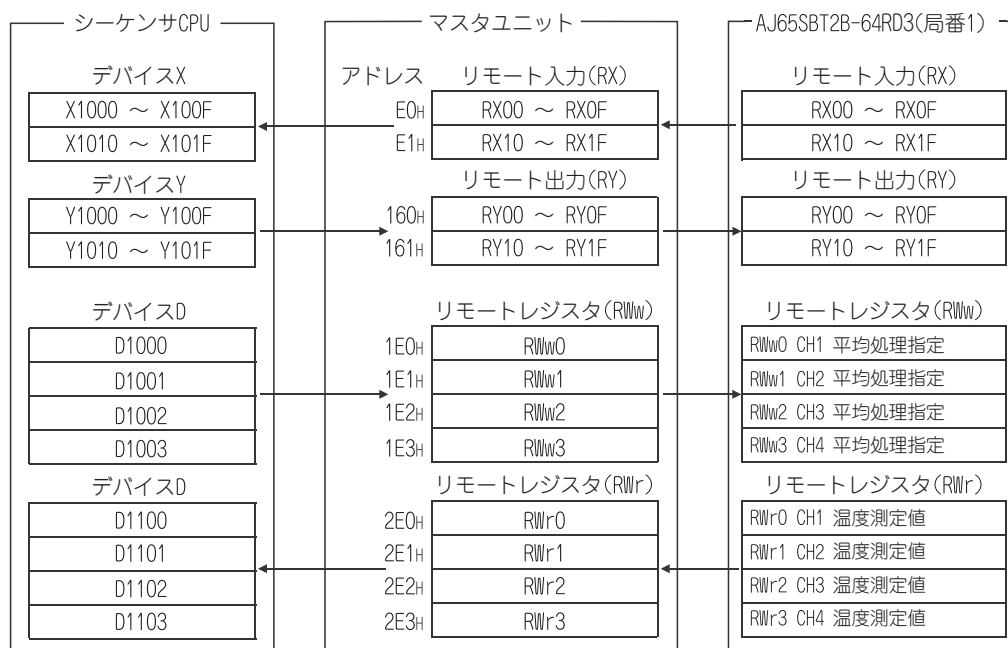 シーケンサCPU マスタユニット AJ65SBT2B-64RD3(局番1)
デバイスX アドレス リモート入力(RX) リモート入力(RX)
X1000 ～ X100F E0H RX00 ～ RX0F RX00 ～ RX0F
X1010 ～ X101F E1H RX10 ～ RX1F RX10 ～ RX1F
デバイスY リモート出力(RY) リモート出力(RY)
Y1000 ～ Y100F 160H RY00 ～ RY0F RY00 ～ RY0F
Y1010 ～ Y101F 161H RY10 ～ RY1F RY10 ～ RY1F
デバイスD リモートレジスタ(RWw) リモートレジスタ(RWw)
D1000 1E0H RWw0 RWw0 CH1 平均処理指定
D1001 1E1H RWw1 RWw1 CH2 平均処理指定
D1002 1E2H RWw2 RWw2 CH3 平均処理指定
D1003 1E3H RWw3 RWw3 CH4 平均処理指定
デバイスD リモートレジスタ(RWr) リモートレジスタ(RWr)
D1100 2E0H RWr0 RWr0 CH1 温度測定値
D1101 2E1H RWr1 RWr1 CH2 温度測定値
D1102 2E2H RWr2 RWr2 CH3 温度測定値
D1103 2E3H RWr3 RWr3 CH4 温度測定値